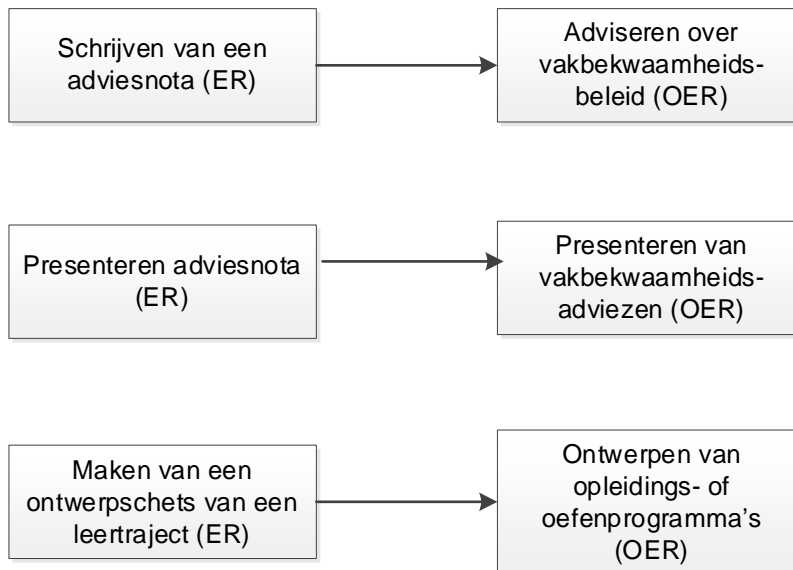 Schrijven van een
adviesnota (ER)
Adviseren over
vakbekwaamheids-
beleid (OER)
Presenteren adviesnota
(ER)
Presenteren van
vakbekwaamheids-
adviezen (OER)
Maken van een
ontwerpschets van een
leertraject (ER)
Ontwerpen van
opleidings- of
oefenprogramma’s
(OER)